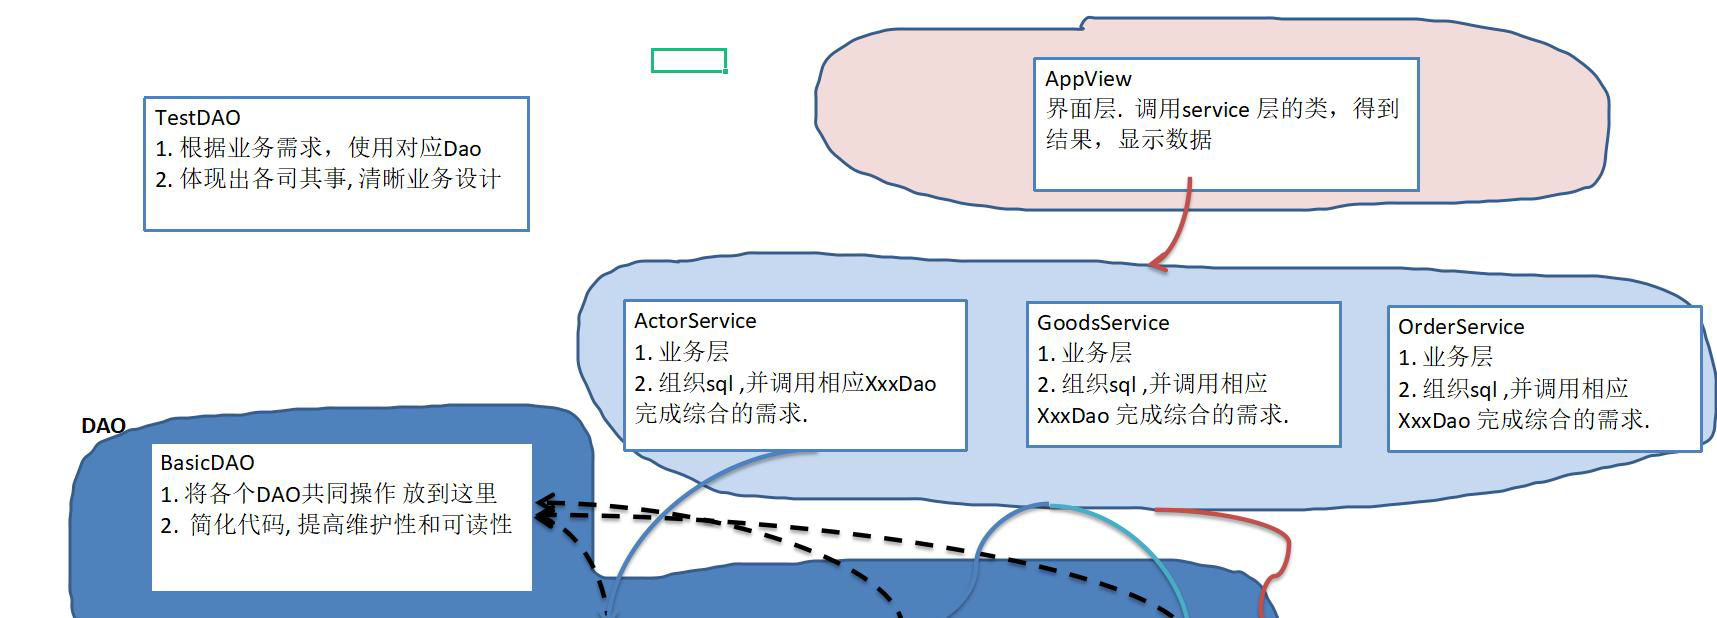 TestDAO
1. 根据业务需求，使用对应Dao
2. 体现出各司其事, 清晰业务设计
AppView
界面层. 调用service 层的类，得到
结果，显示数据
ActorService
1. 业务层
2. 组织sql ,并调用相应XxxDao
完成综合的需求.
GoodsService
1. 业务层
2. 组织sql ,并调用相应
XxxDao 完成综合的需求.
OrderService
1. 业务层
2. 组织sql ,并调用相应
XxxDao 完成综合的需求.
DAO
BasicDAO
1. 将各个DAO共同操作 放到这里
2. 简化代码, 提高维护性和可读性